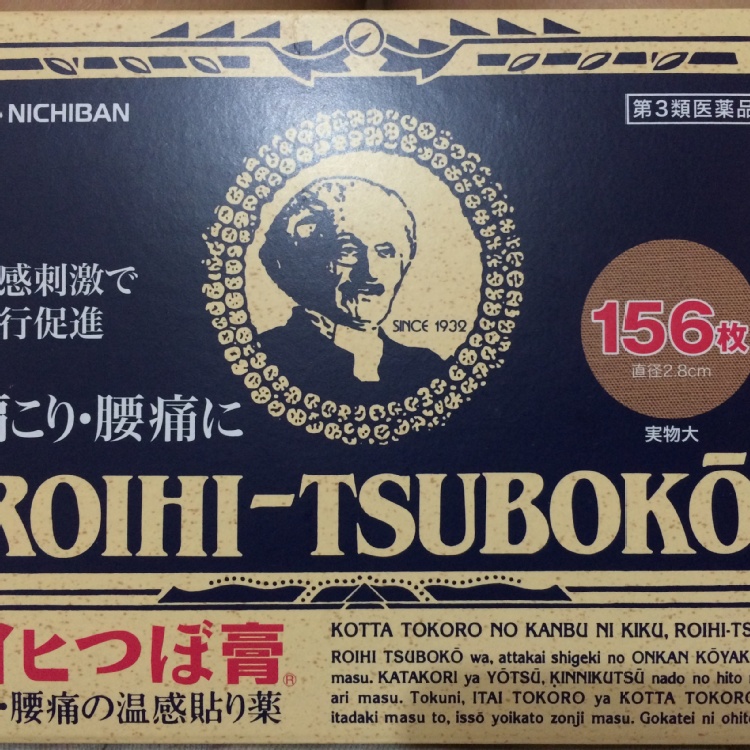 NICHIBAN
第3類医薬品
感刺激で
行促進
こり・腰痛に
SINCE 1932
156枚
直径2.8cm
実物大
ROIHI-TSUBOKŌ
イヒつぼ膏®
・腰痛の温感貼り薬
KOTTA TOKORO NO KANBU NI KIKU, ROIHI-TS
ROIHI TSUBOKŌ wa, attakai shigeki no ONKAN KŌYAK
masu. KATAKORI ya YŌTSŪ, KINNIKUTSŪ nado no hito n
ari masu. Tokuni, ITAI TOKORO ya KOTTA TOKORO
itadaki masu to, issō yoikato zonji masu. Gokatei ni ohite